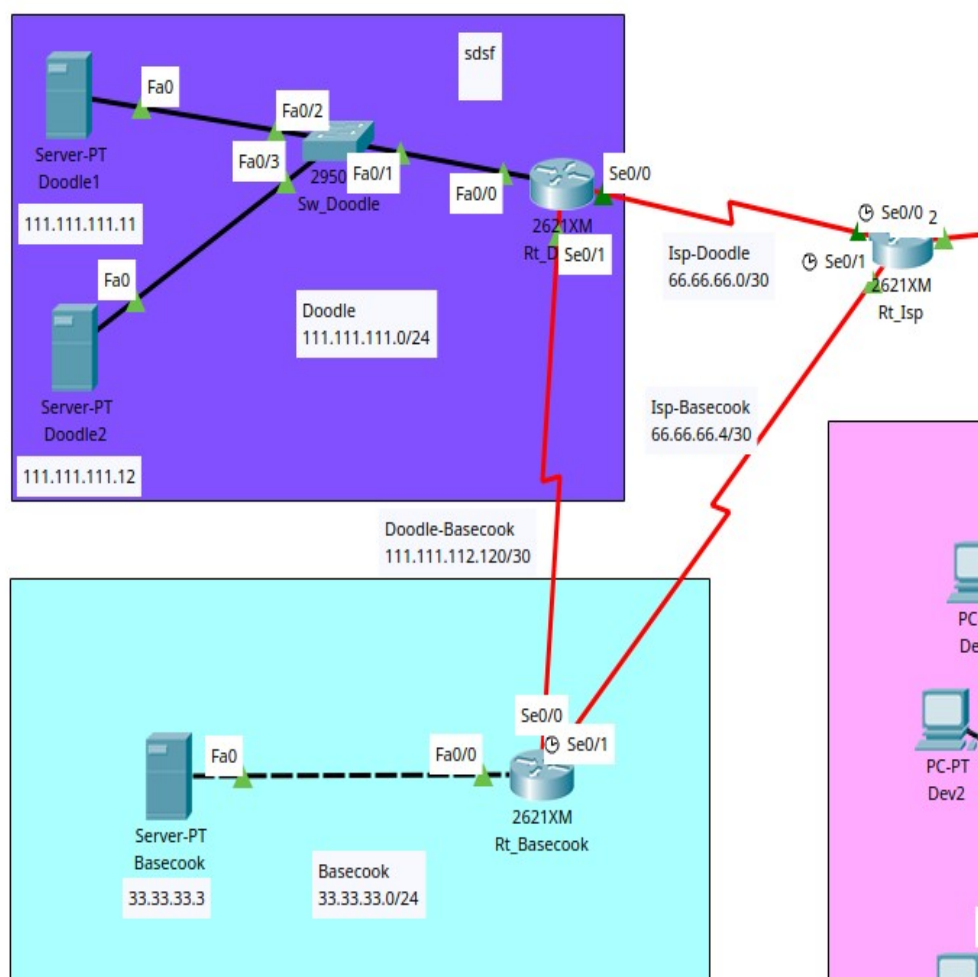 sdsf
Fa0
Fa0/2
Server-PT
Doodle1
111.111.111.11
Fa0/3
2950
Fa0/1
Sw_Doodle
Fa0/0
Se0/0
2621XM
Se0/1
Isp-Doodle
66.66.66.0/30
Se0/0
2
Se0/1
2621XM
Rt_Isp
Fa0
Doodle
111.111.111.0/24
Server-PT
Doodle2
111.111.111.12
Isp-Basecook
66.66.66.4/30
Doodle-Basecook
111.111.112.120/30
Se0/0
Se0/1
Fa0
Fa0/0
Server-PT
Basecook
33.33.33.3
2621XM
Rt_Basecook
Basecook
33.33.33.0/24
PC-PT
Dev2